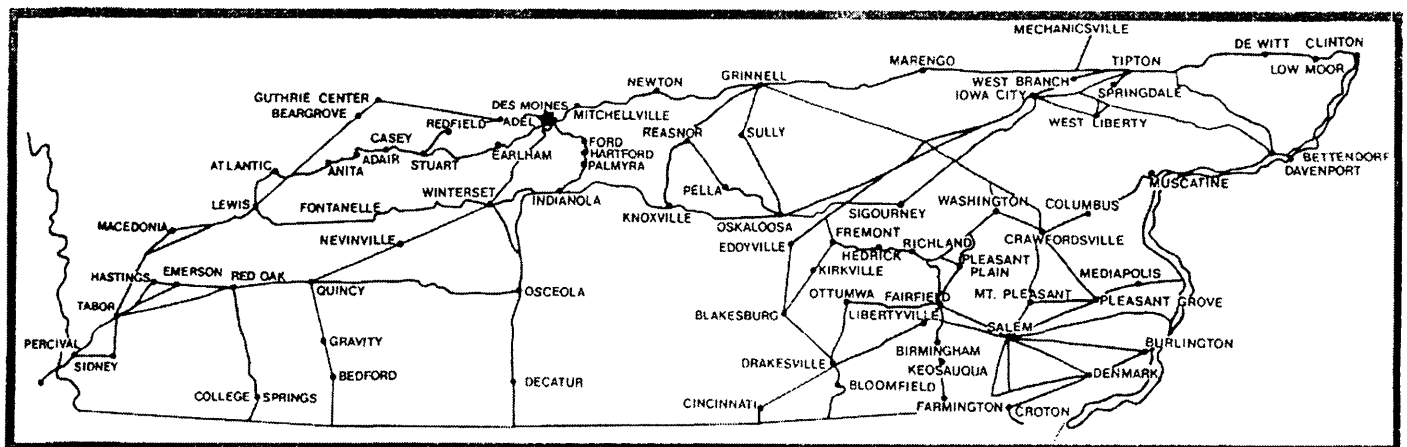 MECHANICSVILLE
DE WITT CLINTON
MARENGO
TIPTON
LOW MOOR
GRINNELL
WEST BRANCH
NEWTON
IOWA CITY
SPRINGDALE
GUTHRIE CENTER
DES MOINES
MITCHELLVILLE
BEARGROVE
ADEL
REDFIELD
WEST LIBERTY
CASEY
REASNOR
SULLY
FORD
HARTFORD
PALMYRA
ADAIR
STUART
EARLHAM
ATLANTIC
ANITA
BETTENDORF
DAVENPORT
MUSCATINE
PELLA
WINTERSET
INDIANOLA
LEWIS
FONTANELLE
KNOXVILLE
OSKALOOSA
SIGOURNEY
WASHINGTON
COLUMBUS
MACEDONIA
NEVINVILLE
EDDYVILLE
FREMONT
CRAWFORDSVILLE
HEDRICK
RICHLAND
KIRKVILLE
PLEASANT
PLAIN
MEDIAPOLIS
HASTINGS
EMERSON
RED OAK
QUINCY
OSCEOLA
OTTUMWA
FAIRFIELD
MT. PLEASANT
PLEASANT GROVE
TABOR
BLAKESBURG
LIBERTYVILLE
SALEM
PERCIVAL
SIDNEY
GRAVITY
BIRMINGHAM
BURLINGTON
DRAKESVILLE
KEOSAUQUA
DENMARK
BEDFORD
DECATUR
BLOOMFIELD
COLLEGE SPRINGS
CINCINNATI
FARMINGTON
CROTON